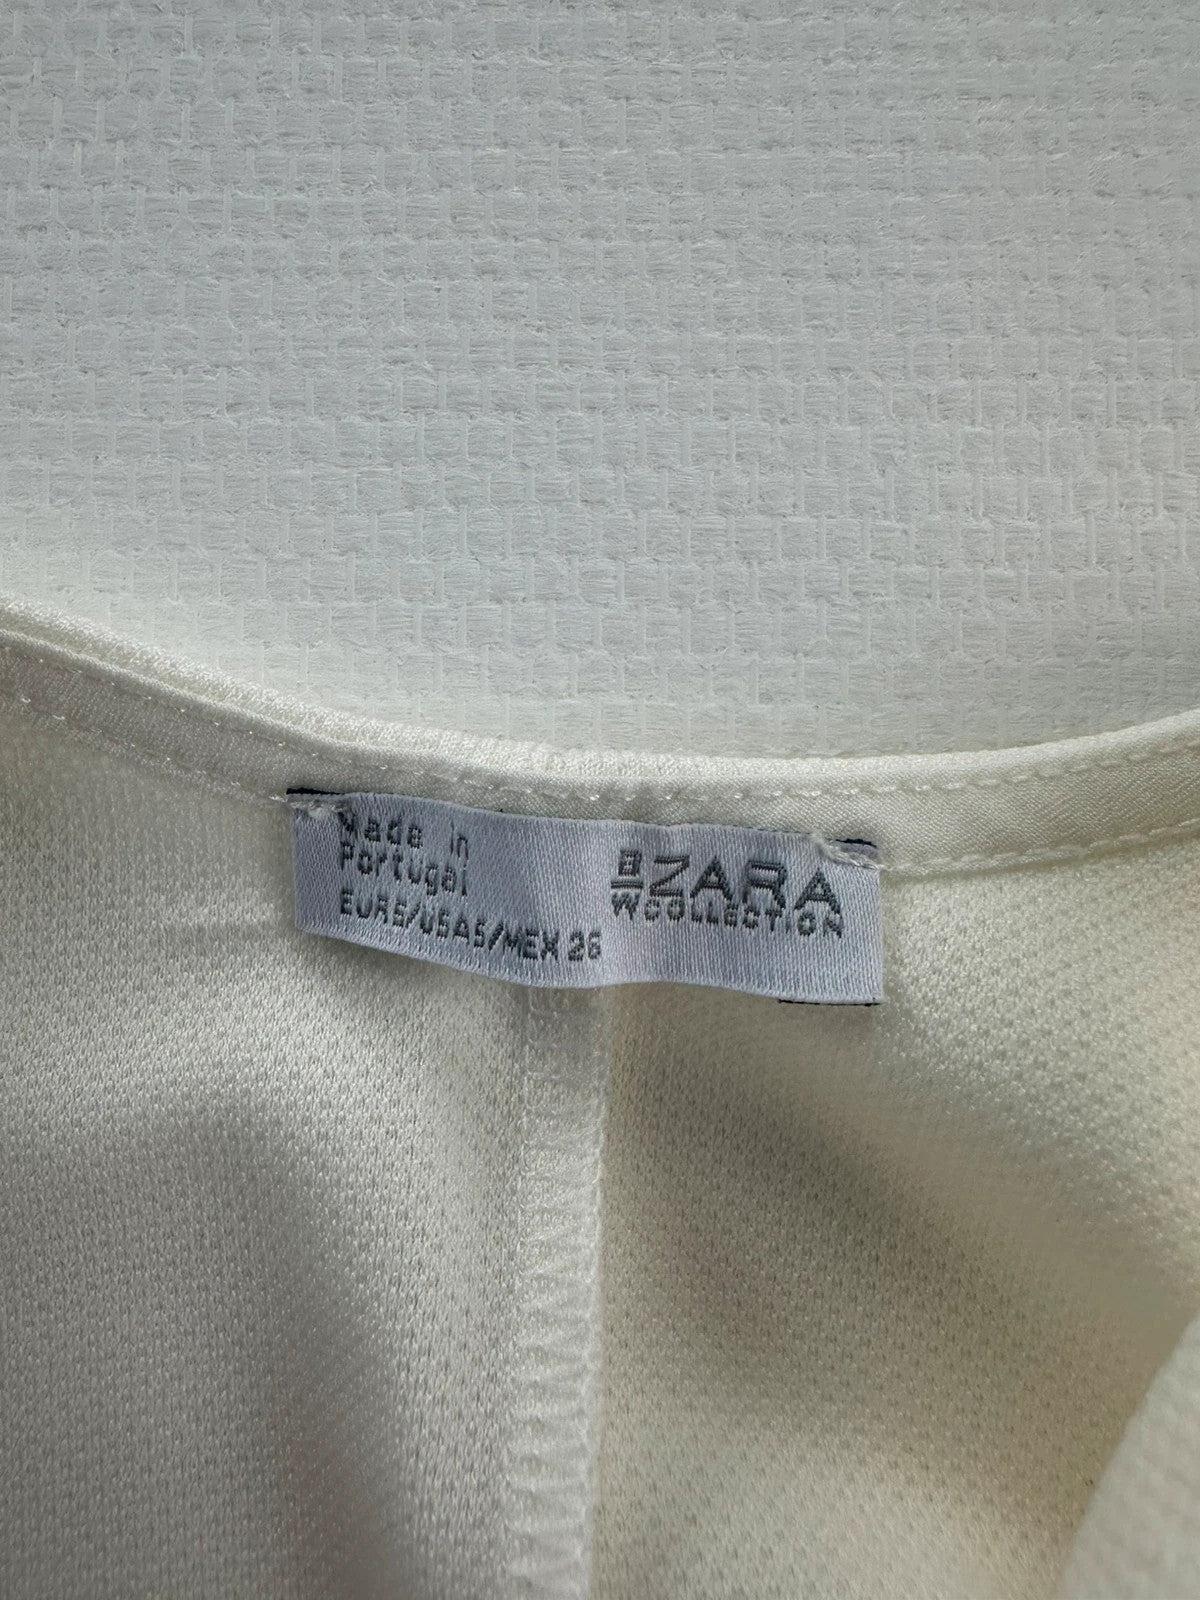 Made in
Portugal
EUR S/USA S/MEX 26
ZARA
W COLLECTION